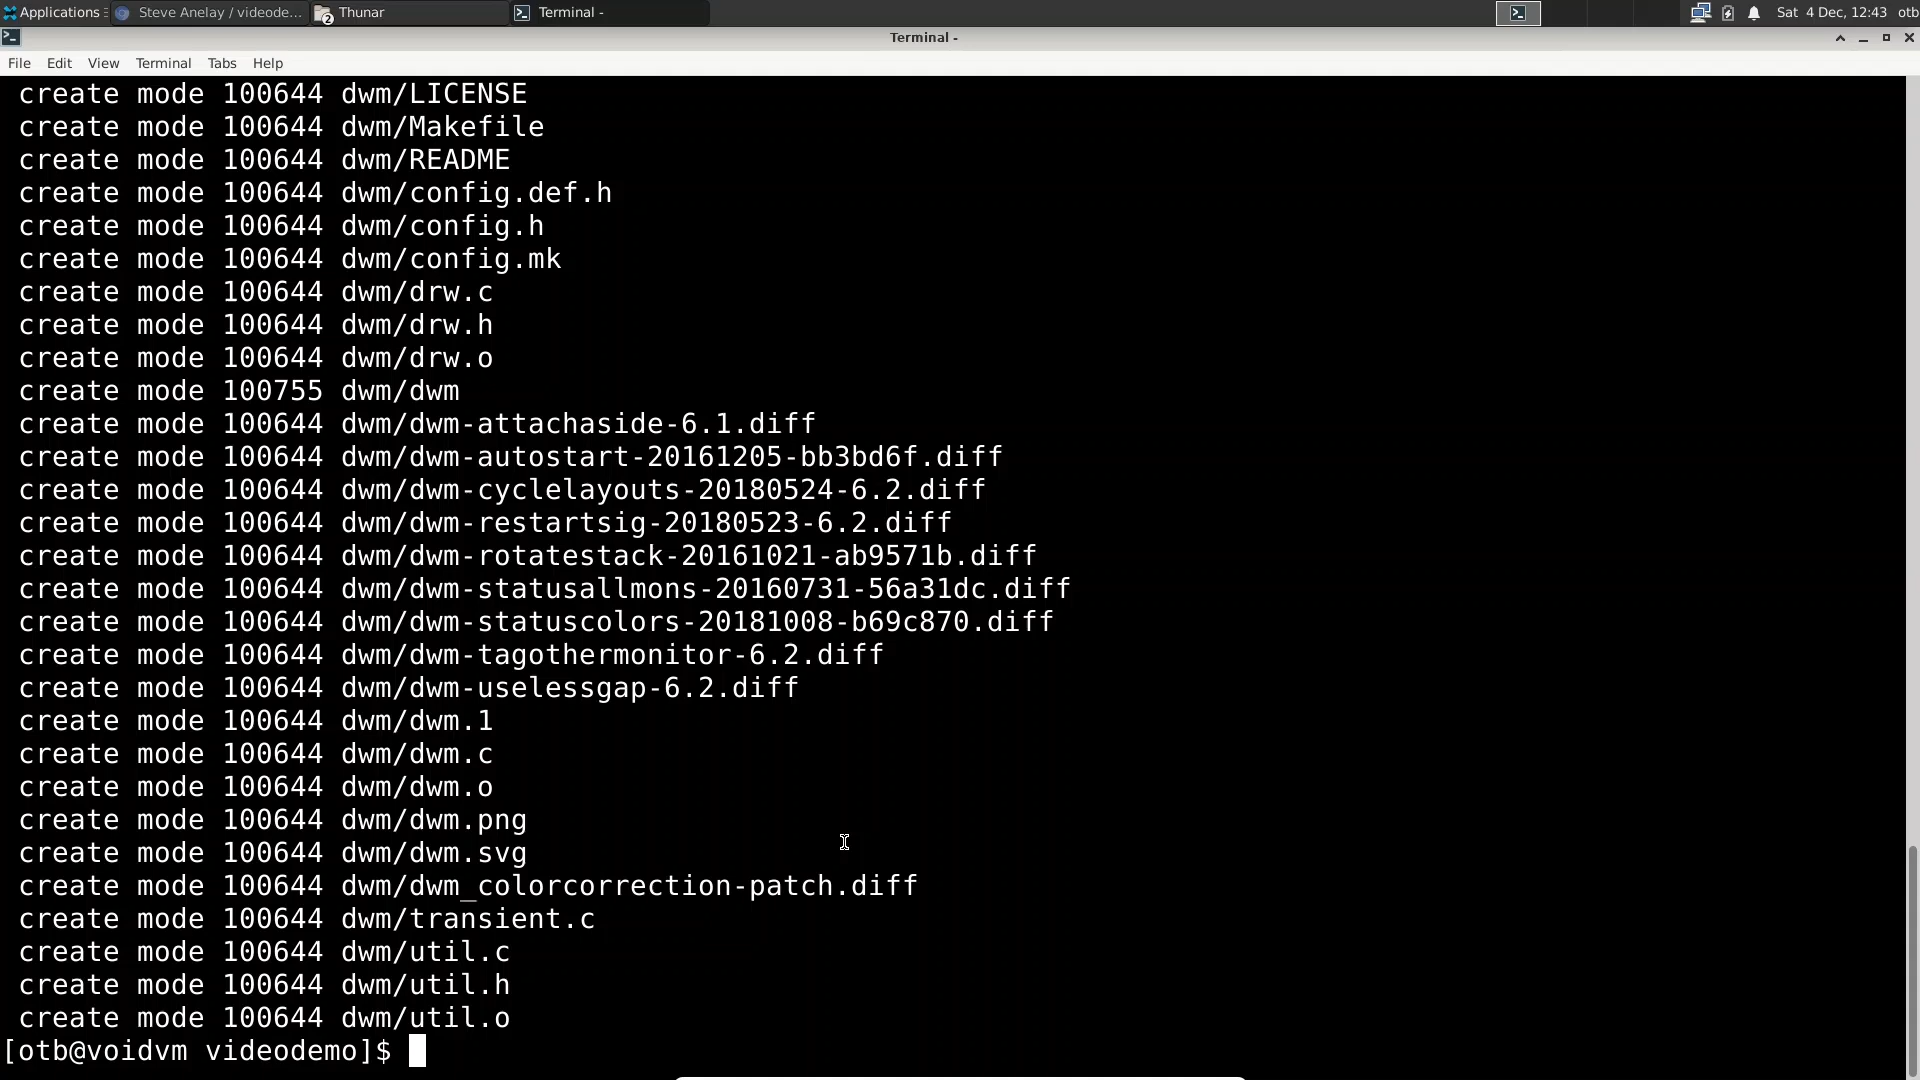 Applications Steve Anelay / videode... Thunar Terminal - Sat 4 Dec, 12:43 otb
2
Terminal -
File Edit View Terminal Tabs Help
create mode 100644 dwm/LICENSE
create mode 100644 dwm/Makefile
create mode 100644 dwm/README
create mode 100644 dwm/config.def.h
create mode 100644 dwm/config.h
create mode 100644 dwm/config.mk
create mode 100644 dwm/drw.c
create mode 100644 dwm/drw.h
create mode 100644 dwm/drw.o
create mode 100755 dwm/dwm
create mode 100644 dwm/dwm-attachaside-6.1.diff
create mode 100644 dwm/dwm-autostart-20161205-bb3bd6f.diff
create mode 100644 dwm/dwm-cyclelayouts-20180524-6.2.diff
create mode 100644 dwm/dwm-restartsig-20180523-6.2.diff
create mode 100644 dwm/dwm-rotatestack-20161021-ab9571b.diff
create mode 100644 dwm/dwm-statusallmons-20160731-56a31dc.diff
create mode 100644 dwm/dwm-statuscolors-20181008-b69c870.diff
create mode 100644 dwm/dwm-tagothermonitor-6.2.diff
create mode 100644 dwm/dwm-uselessgap-6.2.diff
create mode 100644 dwm/dwm.1
create mode 100644 dwm/dwm.c
create mode 100644 dwm/dwm.o
create mode 100644 dwm/dwm.png
create mode 100644 dwm/dwm.svg
create mode 100644 dwm/dwm_colorcorrection-patch.diff
create mode 100644 dwm/transient.c
create mode 100644 dwm/util.c
create mode 100644 dwm/util.h
create mode 100644 dwm/util.o
[otb@voidvm videodemo]$